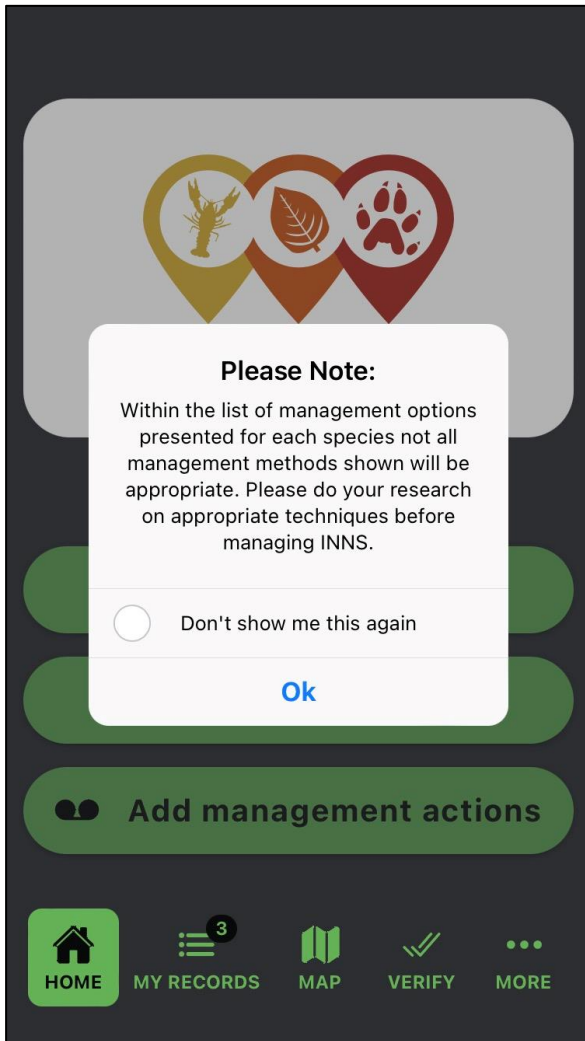 Please Note:
Within the list of management options
presented for each species not all
management methods shown will be
appropriate. Please do your research
on appropriate techniques before
managing INNS.
Don't show me this again
Ok
Add management actions
3
HOME
MY RECORDS
MAP
VERIFY
MORE